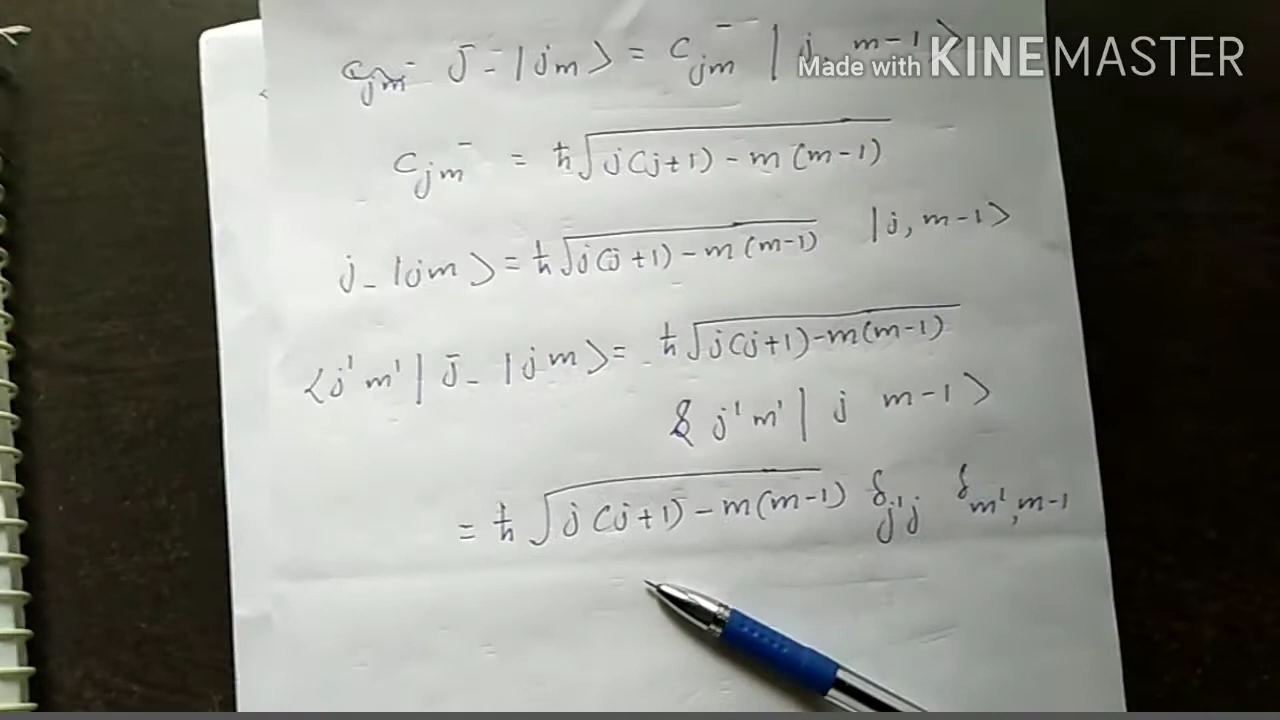 J_- |jm> = C_jm^- | j m-1>
Made with KINEMASTER
C_jm^- = ħ√(j(j+1) - m(m-1))
j_- |jm> = ħ√(j(j+1) - m(m-1)) |j, m-1>
<j'm'| J_- |jm> = ħ√(j(j+1) - m(m-1))
< j'm' | j m-1 >
= ħ√(j(j+1) - m(m-1)) δ_j'j δ_m',m-1